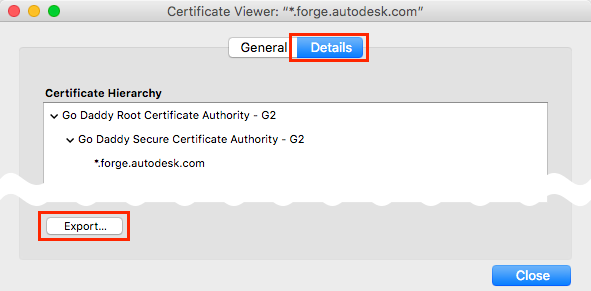 Certificate Viewer: "*.forge.autodesk.com"
General Details
Certificate Hierarchy
Go Daddy Root Certificate Authority - G2
Go Daddy Secure Certificate Authority - G2
*.forge.autodesk.com
Export...
Close